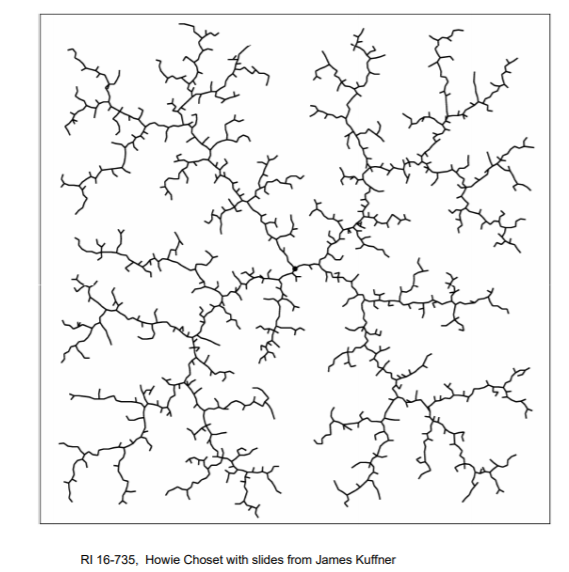 RI 16-735, Howie Choset with slides from James Kuffner